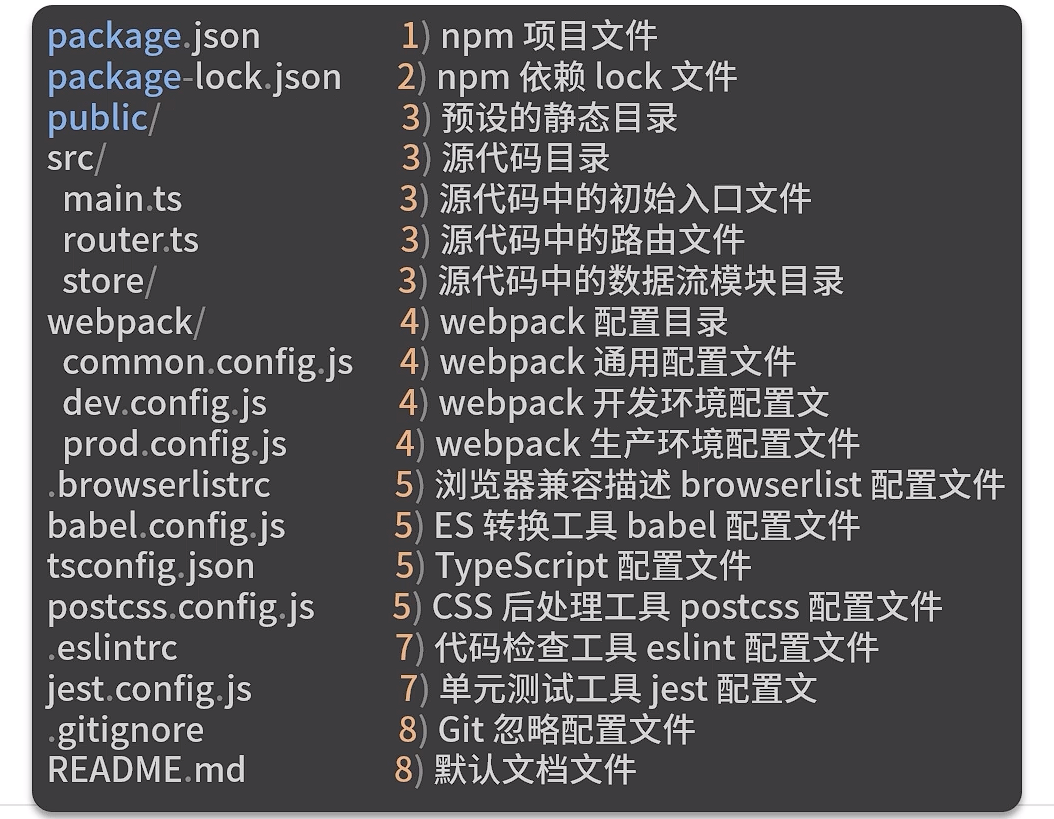 package.json 1) npm 项目文件
package-lock.json 2) npm 依赖 lock 文件
public/ 3) 预设的静态目录
src/ 3) 源代码目录
main.ts 3) 源代码中的初始入口文件
router.ts 3) 源代码中的路由文件
store/ 3) 源代码中的数据流模块目录
webpack/ 4) webpack 配置目录
common.config.js 4) webpack 通用配置文件
dev.config.js 4) webpack 开发环境配置文
prod.config.js 4) webpack 生产环境配置文件
.browserlistrc 5) 浏览器兼容描述 browserlist 配置文件
babel.config.js 5) ES 转换工具 babel 配置文件
tsconfig.json 5) TypeScript 配置文件
postcss.config.js 5) CSS 后处理工具 postcss 配置文件
.eslintrc 7) 代码检查工具 eslint 配置文件
jest.config.js 7) 单元测试工具 jest 配置文
.gitignore 8) Git 忽略配置文件
README.md 8) 默认文档文件